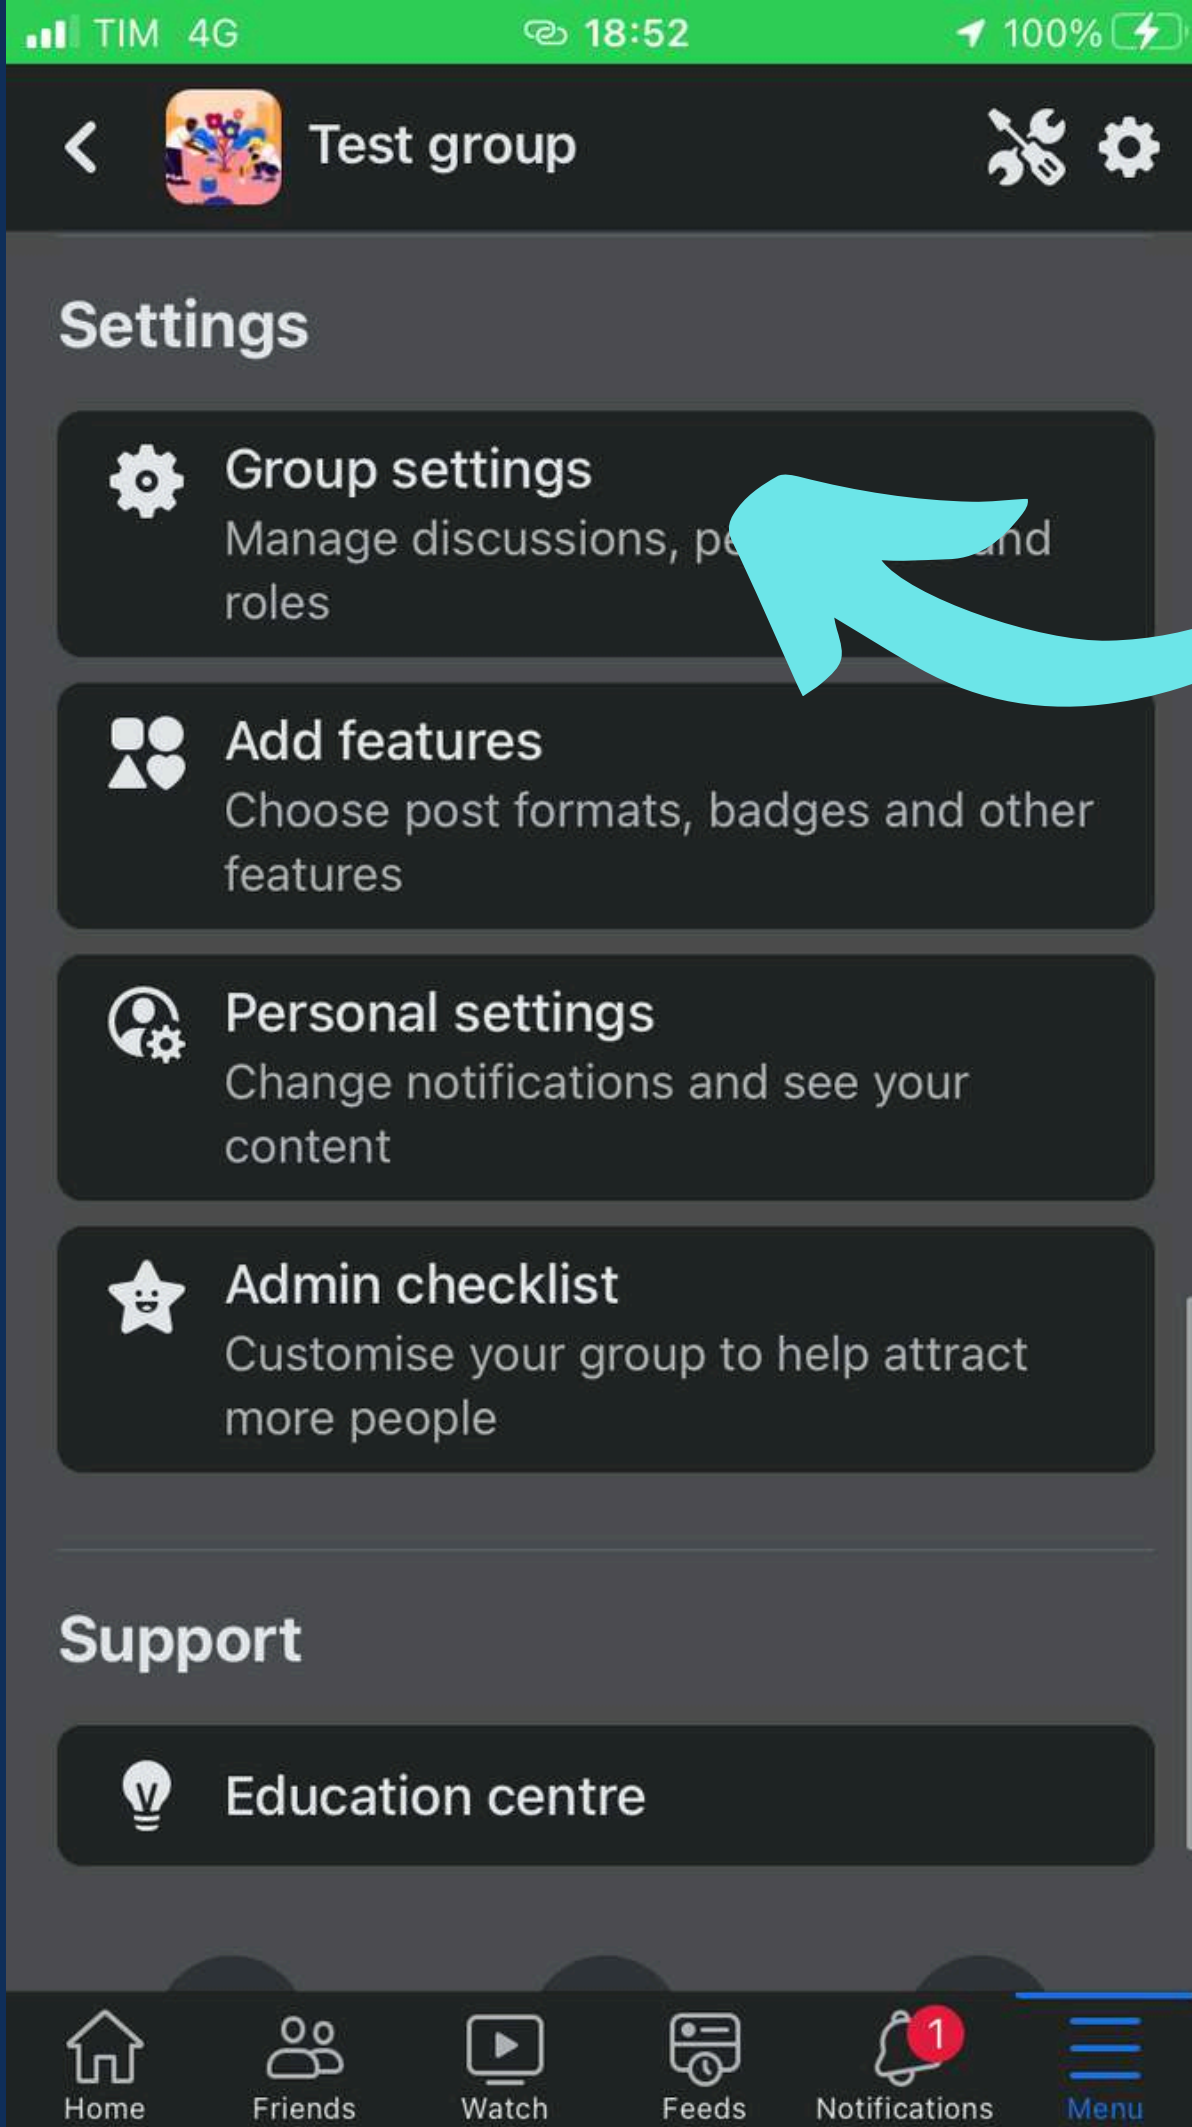 TIM 4G 18:52 100%
Test group
Settings
Group settings
Manage discussions, and
roles
Add features
Choose post formats, badges and other
features
Personal settings
Change notifications and see your
content
Admin checklist
Customise your group to help attract
more people
Support
Education centre
1
Home Friends Watch Feeds Notifications Menu